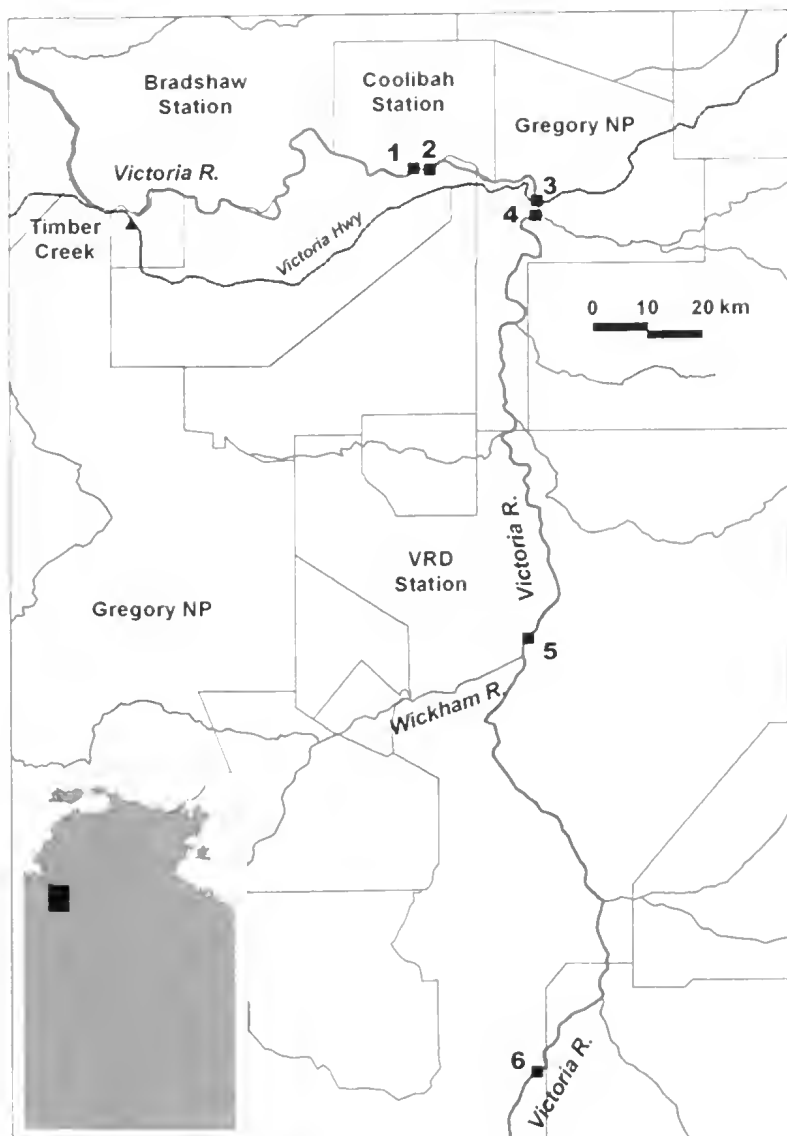 Bradshaw
Station
Coolibah
Station
Gregory NP
1 2
Victoria R.
3
4
Timber
Creek
Victoria Hwy
0 10 20 km
Victoria R.
VRD
Station
Gregory NP
5
Wickham R.
6
Victoria R.